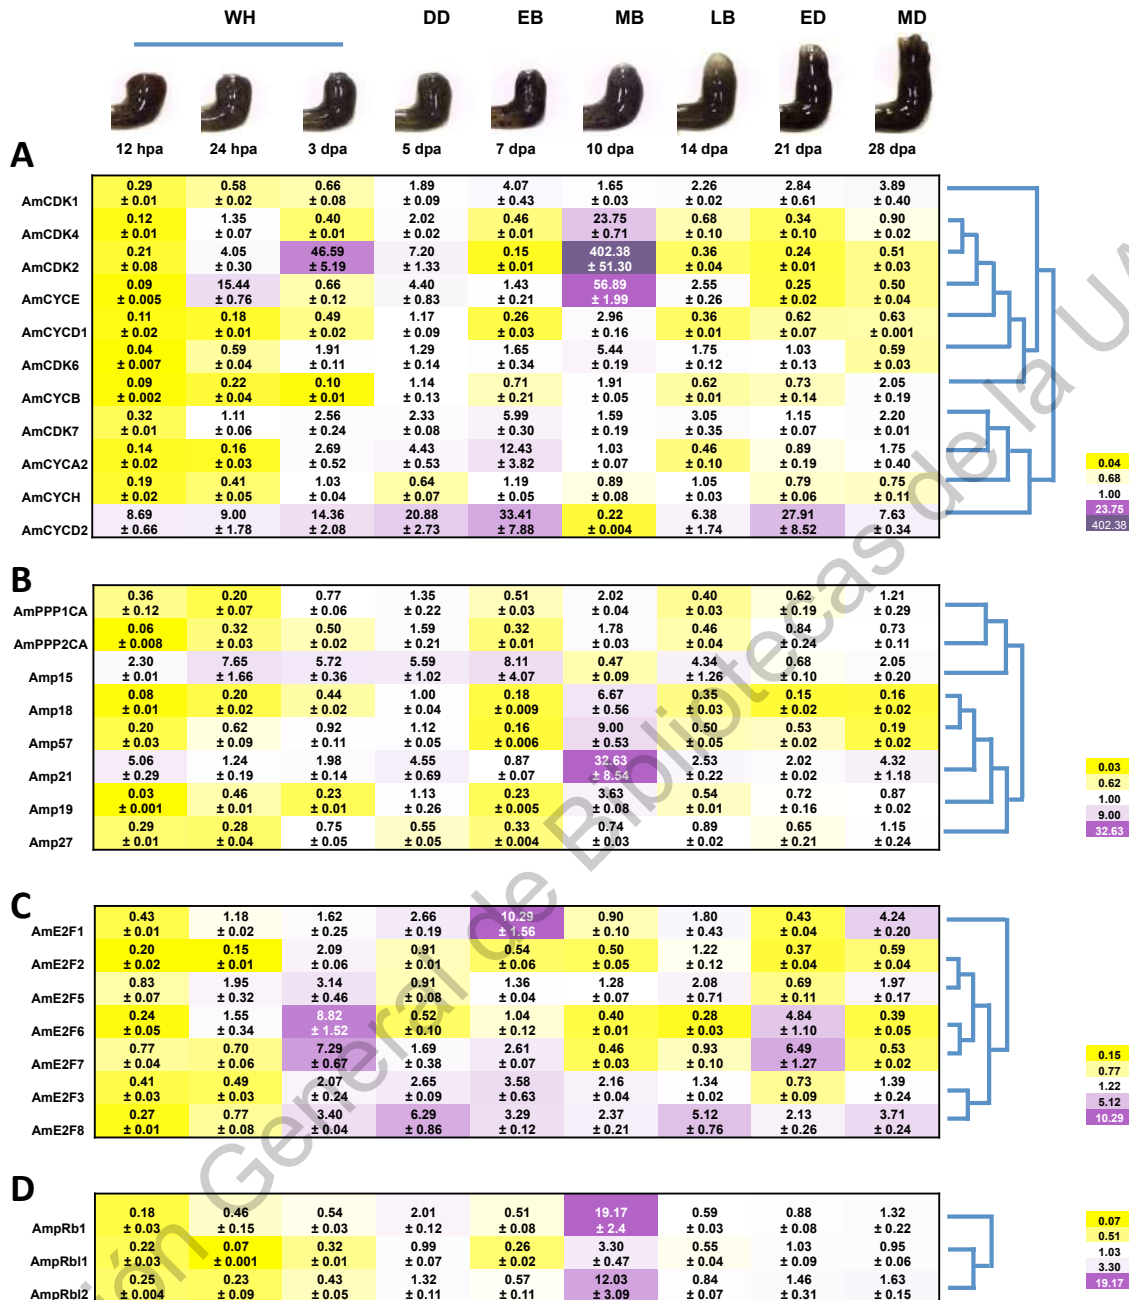 WH DD EB MB LB ED MD
12 hpa 24 hpa 3 dpa 5 dpa 7 dpa 10 dpa 14 dpa 21 dpa 28 dpa
A
0.29 0.58 0.66 1.89 4.07 1.65 2.26 2.84 3.89
AmCDK1 ± 0.01 ± 0.02 ± 0.08 ± 0.09 ± 0.43 ± 0.03 ± 0.02 ± 0.61 ± 0.40
0.12 1.35 0.40 2.02 0.46 23.75 0.68 0.34 0.90
AmCDK4 ± 0.01 ± 0.07 ± 0.01 ± 0.02 ± 0.01 ± 0.71 ± 0.10 ± 0.10 ± 0.02
0.21 4.05 46.59 7.20 0.15 402.38 0.36 0.24 0.51
AmCDK2 ± 0.08 ± 0.30 ± 5.19 ± 1.33 ± 0.01 ± 51.30 ± 0.04 ± 0.01 ± 0.03
0.09 15.44 0.66 4.40 1.43 56.89 2.55 0.25 0.50
AmCYCE ± 0.005 ± 0.76 ± 0.12 ± 0.83 ± 0.21 ± 1.99 ± 0.26 ± 0.02 ± 0.04
0.11 0.18 0.49 1.17 0.26 2.96 0.36 0.62 0.63
AmCYCD1 ± 0.02 ± 0.01 ± 0.02 ± 0.09 ± 0.03 ± 0.16 ± 0.01 ± 0.07 ± 0.001
0.04 0.59 1.91 1.29 1.65 5.44 1.75 1.03 0.59
AmCDK6 ± 0.007 ± 0.04 ± 0.11 ± 0.14 ± 0.34 ± 0.19 ± 0.12 ± 0.13 ± 0.03
0.09 0.22 0.10 1.14 0.71 1.91 0.62 0.73 2.05
AmCYCB ± 0.002 ± 0.04 ± 0.01 ± 0.13 ± 0.21 ± 0.05 ± 0.01 ± 0.14 ± 0.19
0.32 1.11 2.56 2.33 5.99 1.59 3.05 1.15 2.20
AmCDK7 ± 0.01 ± 0.06 ± 0.24 ± 0.08 ± 0.30 ± 0.19 ± 0.35 ± 0.07 ± 0.01
0.14 0.16 2.69 4.43 12.43 1.03 0.46 0.89 1.75
AmCYCA2 ± 0.02 ± 0.03 ± 0.52 ± 0.53 ± 3.82 ± 0.07 ± 0.10 ± 0.19 ± 0.40
0.19 0.41 1.03 0.64 1.19 0.89 1.05 0.79 0.75
AmCYCH ± 0.02 ± 0.05 ± 0.04 ± 0.07 ± 0.05 ± 0.08 ± 0.03 ± 0.06 ± 0.11
8.69 9.00 14.36 20.88 33.41 0.22 6.38 27.91 7.63
AmCYCD2 ± 0.66 ± 1.78 ± 2.08 ± 2.73 ± 7.88 ± 0.004 ± 1.74 ± 8.52 ± 0.34
0.04
0.68
1.00
23.75
402.38
B
0.36 0.20 0.77 1.35 0.51 2.02 0.40 0.62 1.21
AmPPP1CA ± 0.12 ± 0.07 ± 0.06 ± 0.22 ± 0.03 ± 0.04 ± 0.03 ± 0.19 ± 0.29
0.06 0.32 0.50 1.59 0.32 1.78 0.46 0.84 0.73
AmPPP2CA ± 0.008 ± 0.03 ± 0.02 ± 0.21 ± 0.01 ± 0.03 ± 0.04 ± 0.24 ± 0.11
2.30 7.65 5.72 5.59 8.11 0.47 4.34 0.68 2.05
Amp15 ± 0.01 ± 1.66 ± 0.36 ± 1.02 ± 4.07 ± 0.09 ± 1.26 ± 0.10 ± 0.20
0.08 0.20 0.44 1.00 0.18 6.67 0.35 0.15 0.16
Amp18 ± 0.01 ± 0.02 ± 0.02 ± 0.04 ± 0.009 ± 0.56 ± 0.03 ± 0.02 ± 0.02
0.20 0.62 0.92 1.12 0.16 9.00 0.50 0.53 0.19
Amp57 ± 0.03 ± 0.09 ± 0.11 ± 0.05 ± 0.006 ± 0.53 ± 0.05 ± 0.02 ± 0.02
5.06 1.24 1.98 4.55 0.87 32.63 2.53 2.02 4.32
Amp21 ± 0.29 ± 0.19 ± 0.14 ± 0.69 ± 0.07 ± 8.54 ± 0.22 ± 0.02 ± 1.18
0.03 0.46 0.23 1.13 0.23 3.63 0.54 0.72 0.87
Amp19 ± 0.001 ± 0.01 ± 0.01 ± 0.26 ± 0.005 ± 0.08 ± 0.01 ± 0.16 ± 0.02
0.29 0.28 0.75 0.55 0.33 0.74 0.89 0.65 1.15
Amp27 ± 0.01 ± 0.04 ± 0.05 ± 0.05 ± 0.004 ± 0.03 ± 0.02 ± 0.21 ± 0.24
0.03
0.62
1.00
9.00
32.63
C
0.43 1.18 1.62 2.66 10.29 0.90 1.80 0.43 4.24
AmE2F1 ± 0.01 ± 0.02 ± 0.25 ± 0.19 ± 1.56 ± 0.10 ± 0.43 ± 0.04 ± 0.20
0.20 0.15 2.09 0.91 0.54 0.50 1.22 0.37 0.59
AmE2F2 ± 0.02 ± 0.01 ± 0.06 ± 0.01 ± 0.06 ± 0.05 ± 0.12 ± 0.04 ± 0.04
0.83 1.95 3.14 0.91 1.36 1.28 2.08 0.69 1.97
AmE2F5 ± 0.07 ± 0.32 ± 0.46 ± 0.08 ± 0.04 ± 0.07 ± 0.71 ± 0.11 ± 0.17
0.24 1.55 8.82 0.52 1.04 0.40 0.28 4.84 0.39
AmE2F6 ± 0.05 ± 0.34 ± 1.52 ± 0.10 ± 0.12 ± 0.01 ± 0.03 ± 1.10 ± 0.05
0.77 0.70 7.29 1.69 2.61 0.46 0.93 6.49 0.53
AmE2F7 ± 0.04 ± 0.06 ± 0.67 ± 0.38 ± 0.07 ± 0.03 ± 0.10 ± 1.27 ± 0.02
0.41 0.49 2.07 2.65 3.58 2.16 1.34 0.73 1.39
AmE2F3 ± 0.03 ± 0.03 ± 0.24 ± 0.09 ± 0.63 ± 0.04 ± 0.02 ± 0.09 ± 0.24
0.27 0.77 3.40 6.29 3.29 2.37 5.12 2.13 3.71
AmE2F8 ± 0.01 ± 0.08 ± 0.04 ± 0.86 ± 0.12 ± 0.21 ± 0.76 ± 0.26 ± 0.24
0.15
0.77
1.22
5.12
10.29
D
0.18 0.46 0.54 2.01 0.51 19.17 0.59 0.88 1.32
AmpRb1 ± 0.03 ± 0.15 ± 0.03 ± 0.12 ± 0.08 ± 2.4 ± 0.03 ± 0.08 ± 0.22
0.22 0.07 0.32 0.99 0.26 3.30 0.55 1.03 0.95
AmpRbl1 ± 0.03 ± 0.001 ± 0.01 ± 0.07 ± 0.02 ± 0.47 ± 0.04 ± 0.09 ± 0.06
0.25 0.23 0.43 1.32 0.57 12.03 0.84 1.46 1.63
AmpRbl2 ± 0.004 ± 0.09 ± 0.05 ± 0.11 ± 0.11 ± 3.09 ± 0.07 ± 0.31 ± 0.15
0.07
0.51
1.03
3.30
19.17
General de Bibliotecas de la